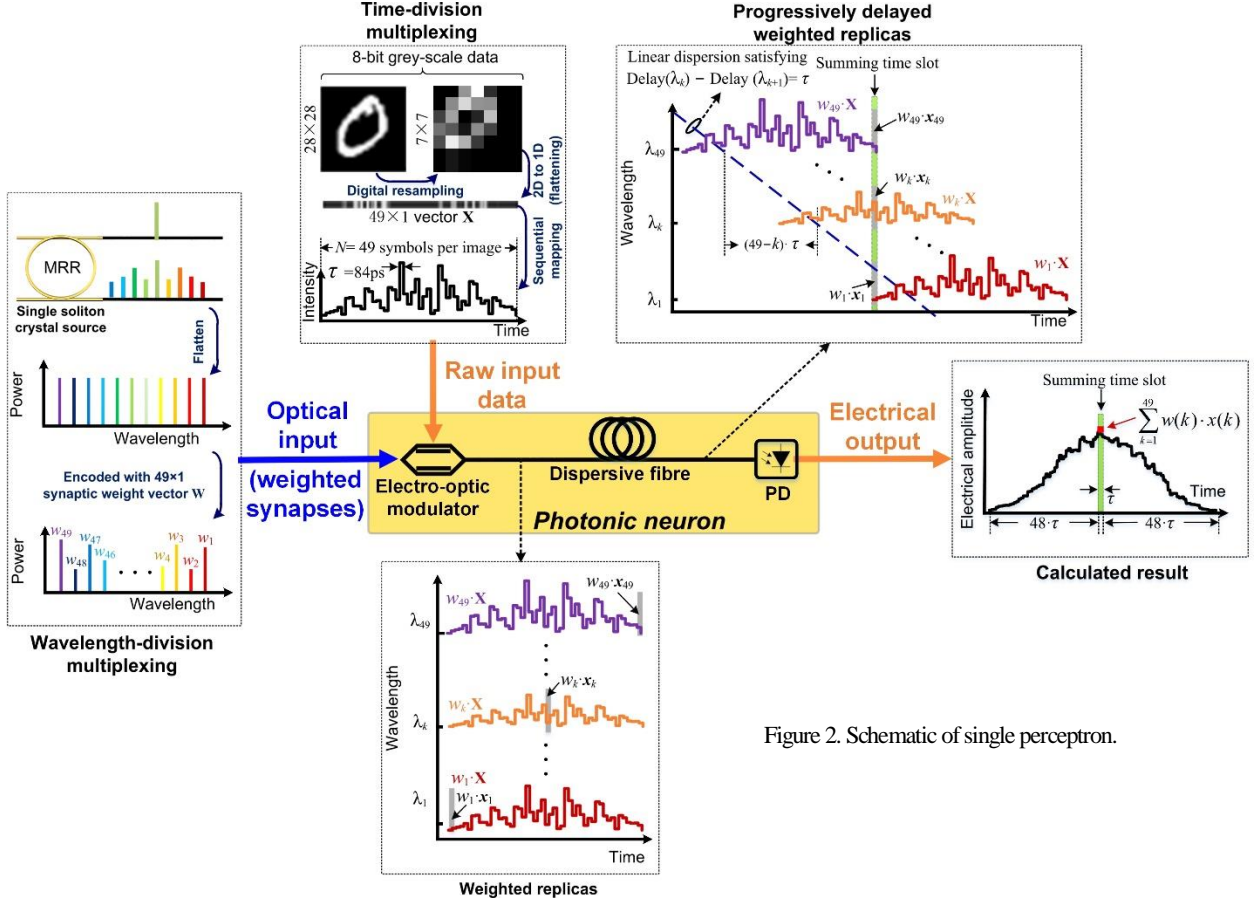 Time-division
multiplexing
8-bit grey-scale data
28×28
7×7
Digital resampling
2D to 1D
(flattening)
49×1 vector X
Sequential
mapping
N= 49 symbols per image
τ =84ps
Intensity
Time
Progressively delayed
weighted replicas
Linear dispersion satisfying
Delay(λk) − Delay (λk+1)= τ
Summing time slot
w49·X
w49·x49
λ49
wk·xk
wk·X
Wavelength
λk
(49−k)· τ
w1·X
w1·x1
λ1
Time
MRR
Single soliton
crystal source
Flatten
Power
Wavelength
Encoded with 49×1
synaptic weight vector W
w49
w48
w47
w46
w4
w3
w2
w1
Power
Wavelength
Wavelength-division
multiplexing
Optical
input
(weighted
synapses)
Raw input
data
Electro-optic
modulator
Dispersive fibre
PD
Photonic neuron
Electrical
output
Summing time slot
49
∑ w(k) · x(k)
k=1
Electrical amplitude
Time
τ
48·τ
48·τ
Calculated result
w49·X
w49·x49
λ49
wk·X
wk·xk
Wavelength
λk
w1·X
w1·x1
λ1
Time
Weighted replicas
Figure 2. Schematic of single perceptron.